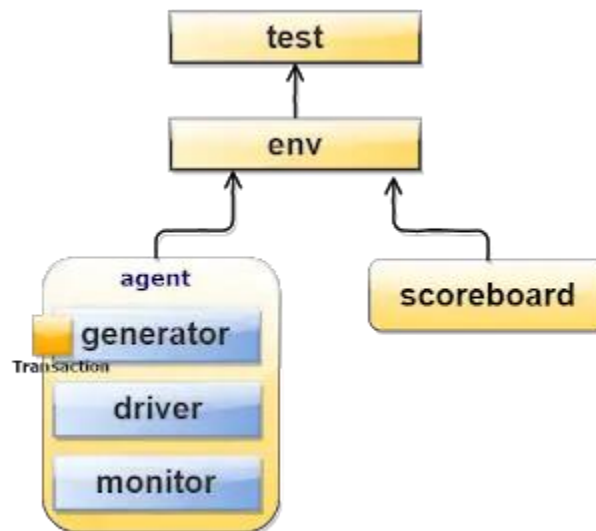 test
env
agent
generator
Transaction
driver
monitor
scoreboard